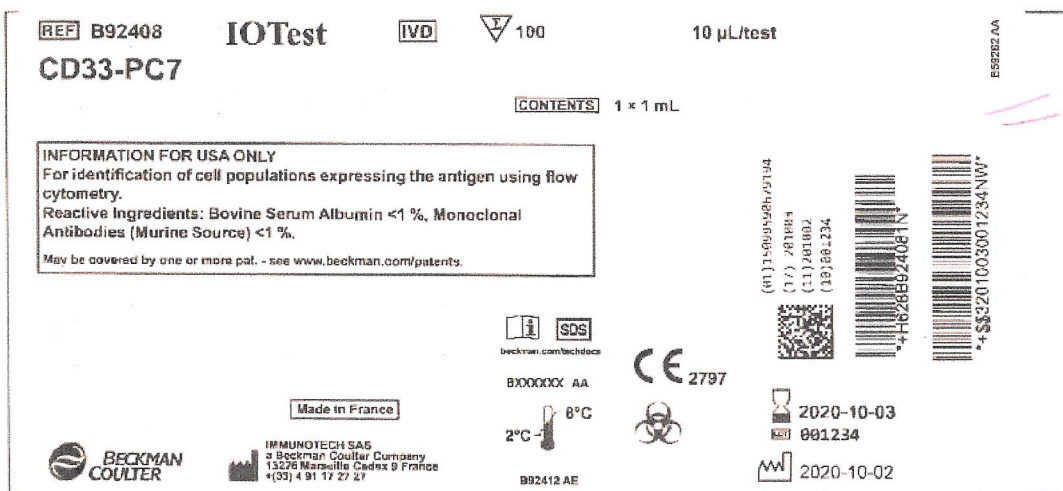 REF B92408 IOTest IVD Σ 100 10 µL/test
CD33-PC7
CONTENTS 1 × 1 mL
B59262 AA
INFORMATION FOR USA ONLY
For identification of cell populations expressing the antigen using flow
cytometry.
Reactive Ingredients: Bovine Serum Albumin <1 %, Monoclonal
Antibodies (Murine Source) <1 %.
May be covered by one or more pat. - see www.beckman.com/patents.
(01)15099590679194
(17) 201003
(11)201002
(10)001234
*+H628B924081N*
*+$$3201003001234NW*
i SDS
beckman.com/techdocs
BXXXXXX AA
CE 2797
Made in France
2°C 8°C
2020-10-03
LOT 001234
2020-10-02
BECKMAN
COULTER
IMMUNOTECH SAS
a Beckman Coulter Company
13276 Marseille Cedex 9 France
+(33) 4 91 17 27 27
B92412 AE